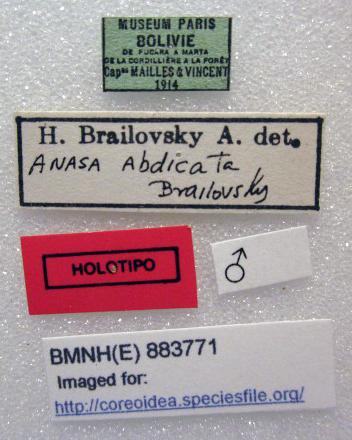 MUSEUM PARIS
BOLIVIE
DE PUCARA A MARTA
DE LA CORDILLIÈRE A LA FORÊT
Capⁿᵉ MAILLES & VINCENT
1914
H. Brailovsky A. det.
ANASA Abdicata
Brailovsky
HOLOTIPO
♂
BMNH(E) 883771
Imaged for:
http://coreoidea.speciesfile.org/